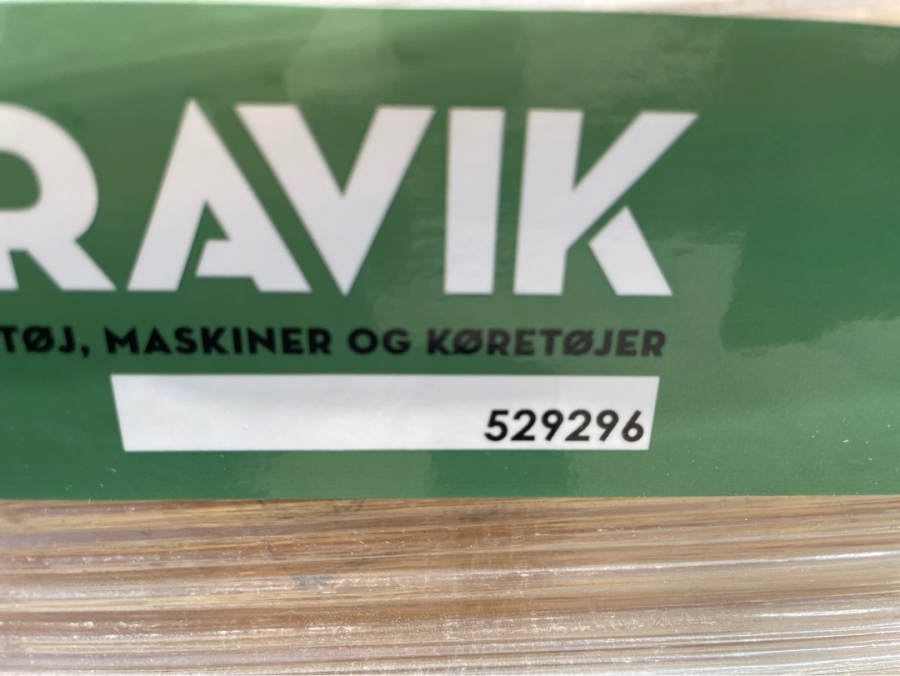 RAVIK
TØJ, MASKINER OG KØRETØJER
529296